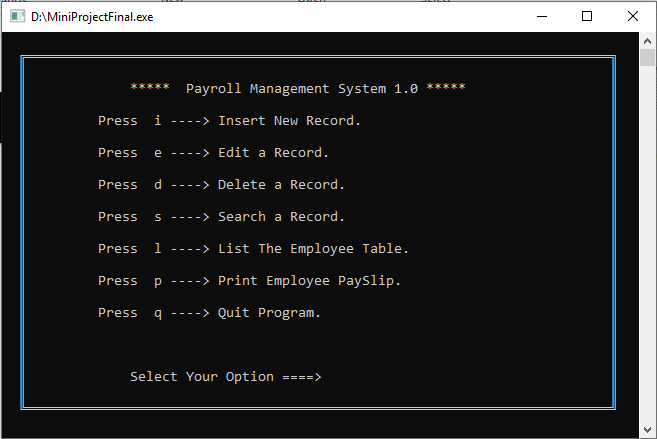 D:\MiniProjectFinal.exe
***** Payroll Management System 1.0 *****
Press i ----> Insert New Record.
Press e ----> Edit a Record.
Press d ----> Delete a Record.
Press s ----> Search a Record.
Press l ----> List The Employee Table.
Press p ----> Print Employee PaySlip.
Press q ----> Quit Program.
Select Your Option ====>